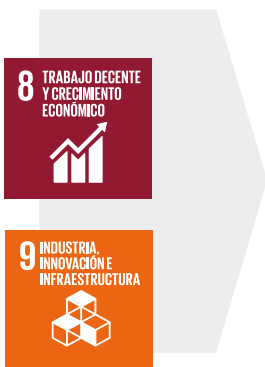 8 TRABAJO DECENTE
Y CRECIMIENTO
ECONÓMICO
9 INDUSTRIA,
INNOVACIÓN E
INFRAESTRUCTURA